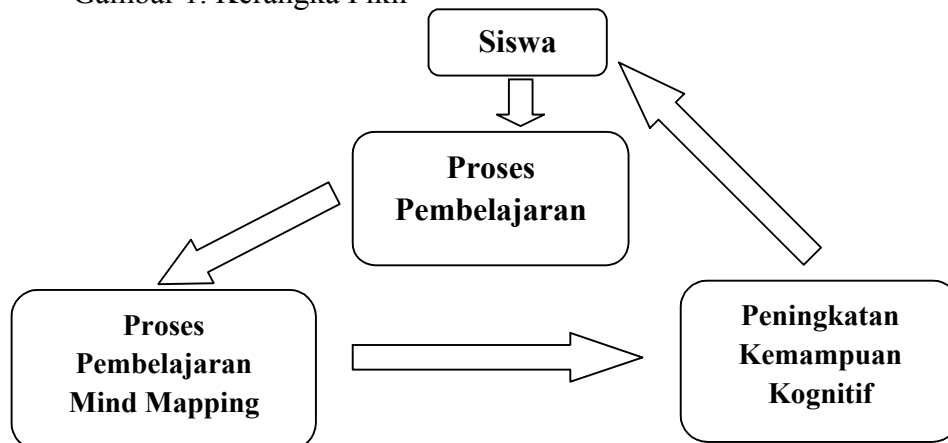 Gambar 1. Kerangka Pikir
Siswa
Proses
Pembelajaran
Proses
Pembelajaran
Mind Mapping
Peningkatan
Kemampuan
Kognitif